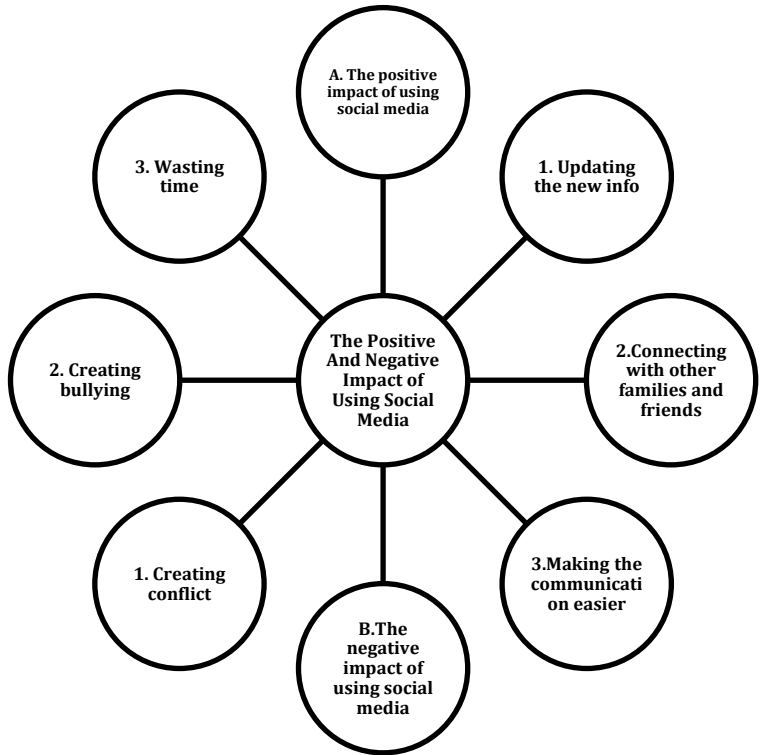 A. The positive
impact of using
social media
1. Updating
the new info
2.Connecting
with other
families and
friends
3.Making the
communicati
on easier
B.The
negative
impact of
using social
media
1. Creating
conflict
2. Creating
bullying
3. Wasting
time
The Positive
And Negative
Impact of
Using Social
Media